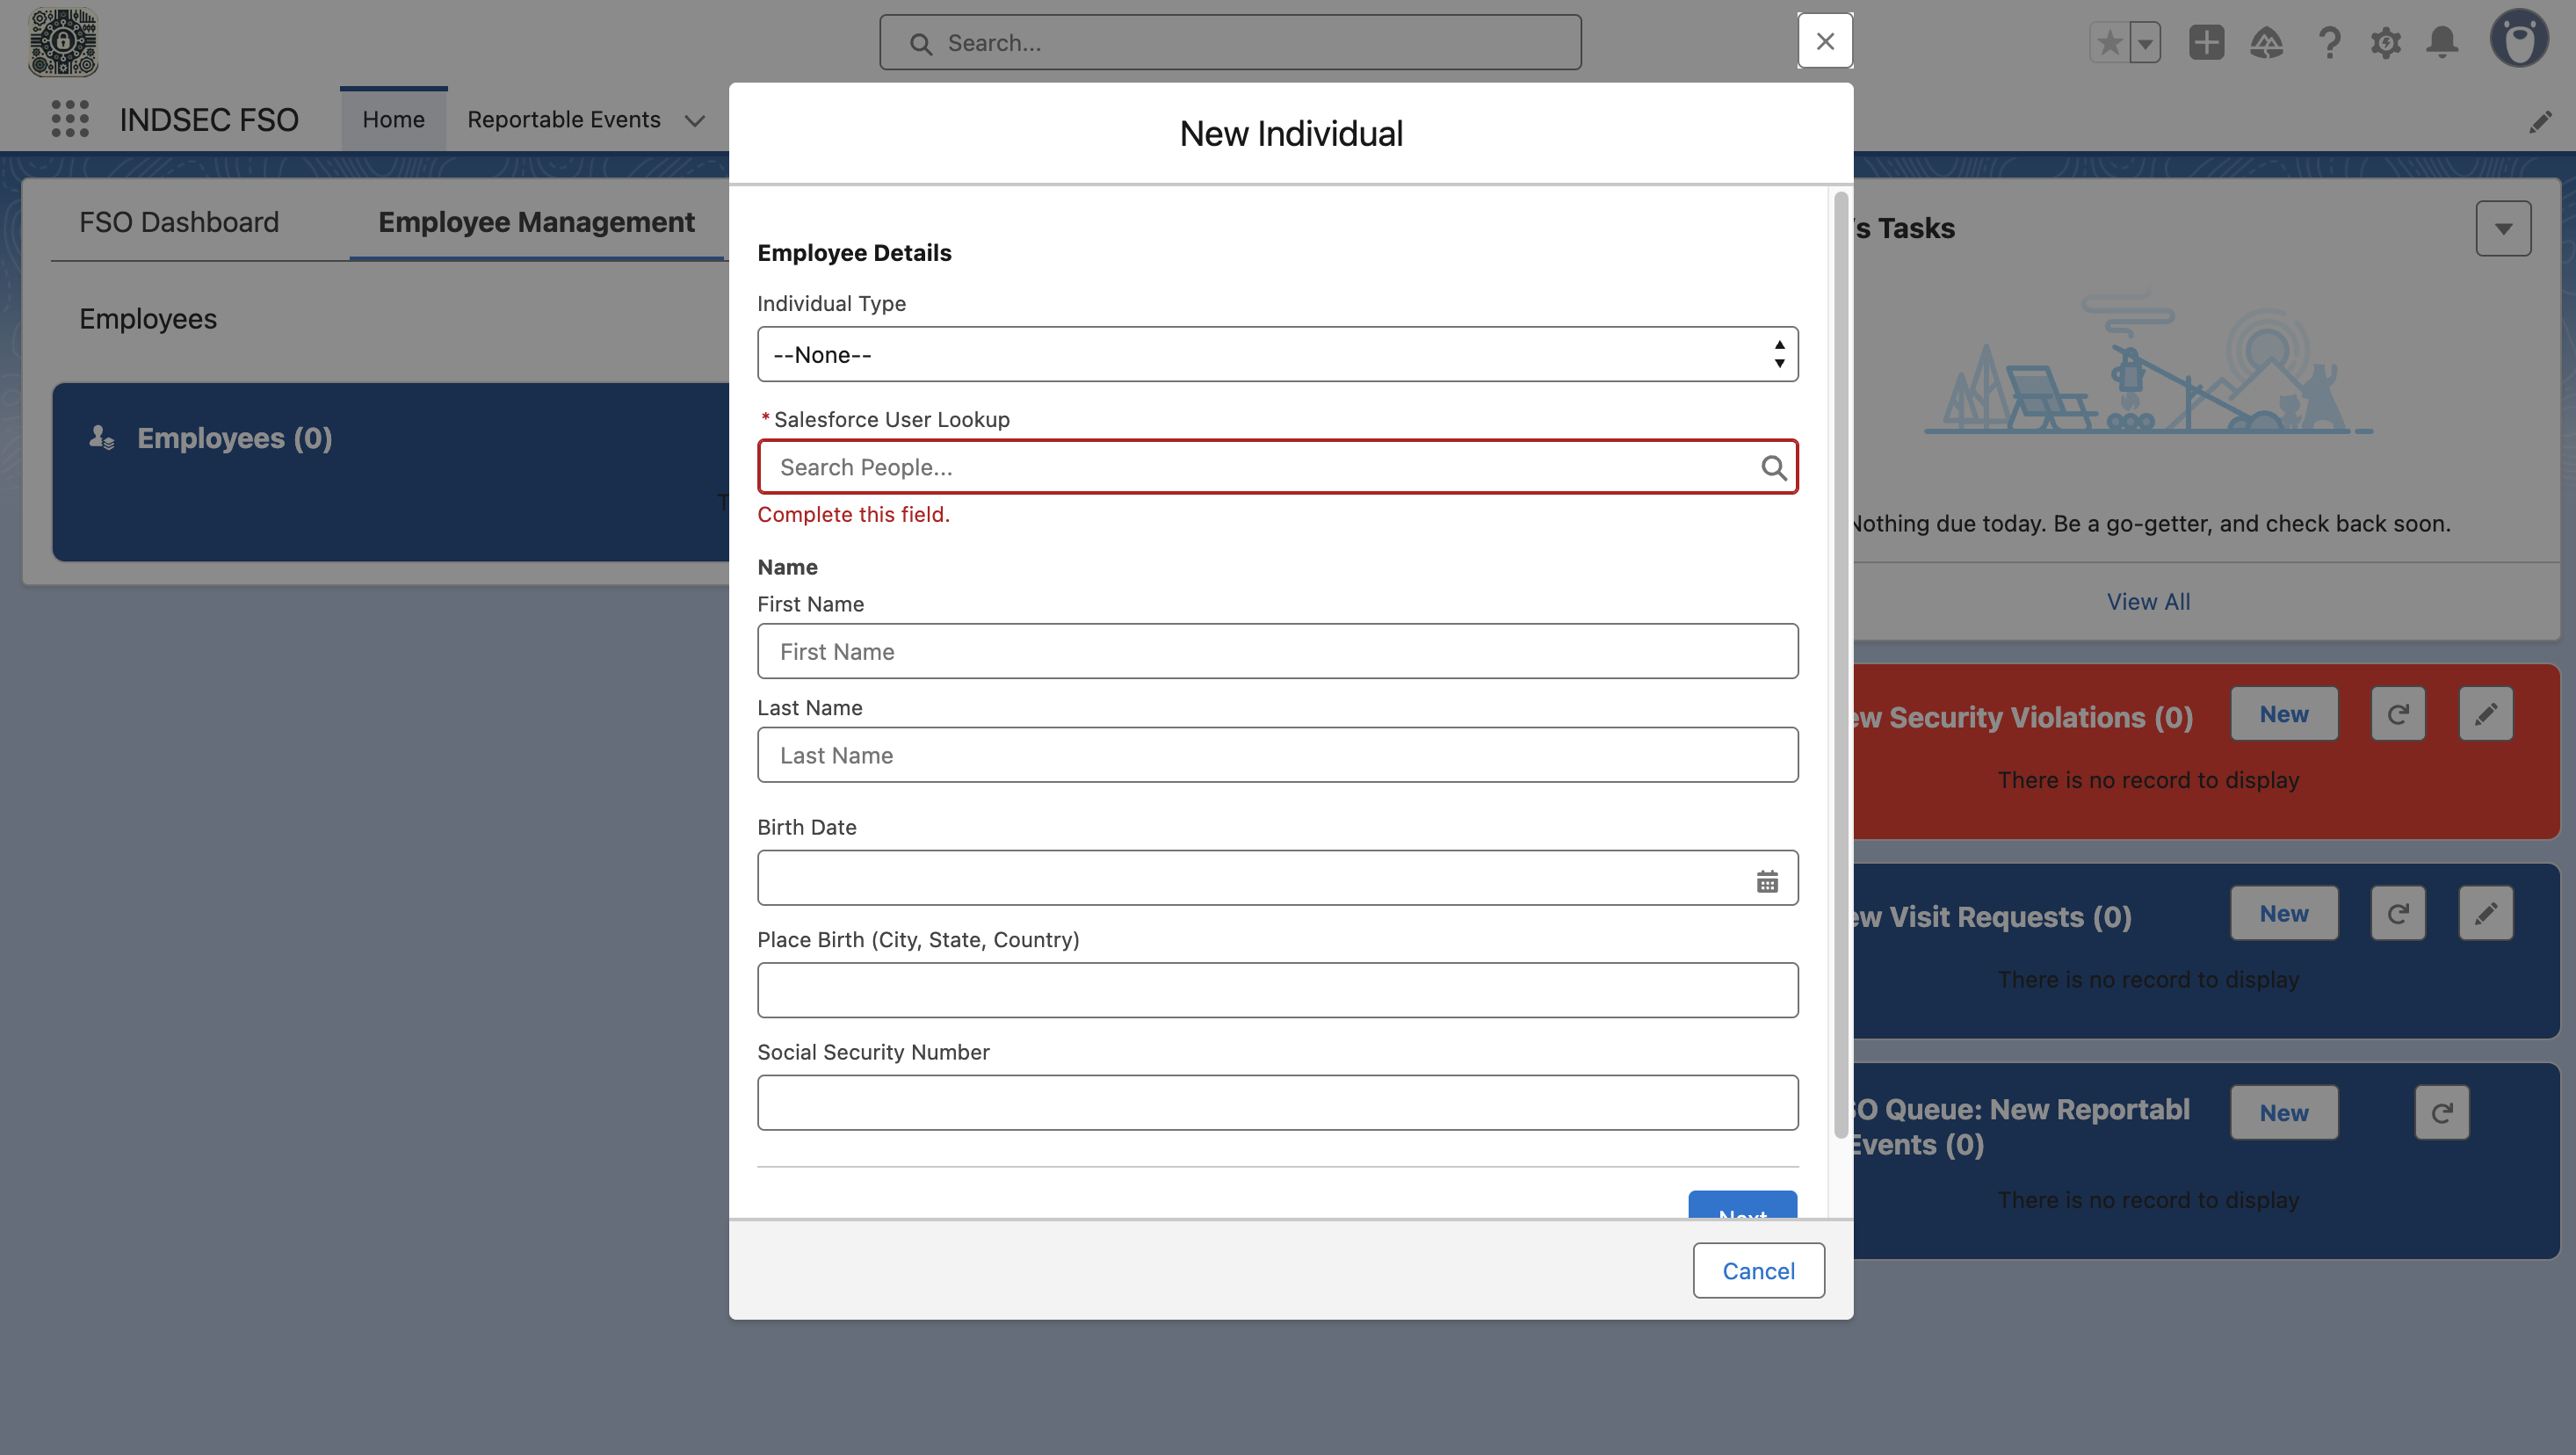 Search...
INDSEC FSO
Home
Reportable Events
New Individual
FSO Dashboard
Employee Management
Employees
Employees (0)
Employee Details
Individual Type
--None--
*Salesforce User Lookup
Search People...
Complete this field.
Name
First Name
First Name
Last Name
Last Name
Birth Date
Place Birth (City, State, Country)
Social Security Number
Next
Cancel
's Tasks
Nothing due today. Be a go-getter, and check back soon.
View All
ew Security Violations (0)
New
There is no record to display
ew Visit Requests (0)
New
There is no record to display
SO Queue: New Reportabl
Events (0)
New
There is no record to display